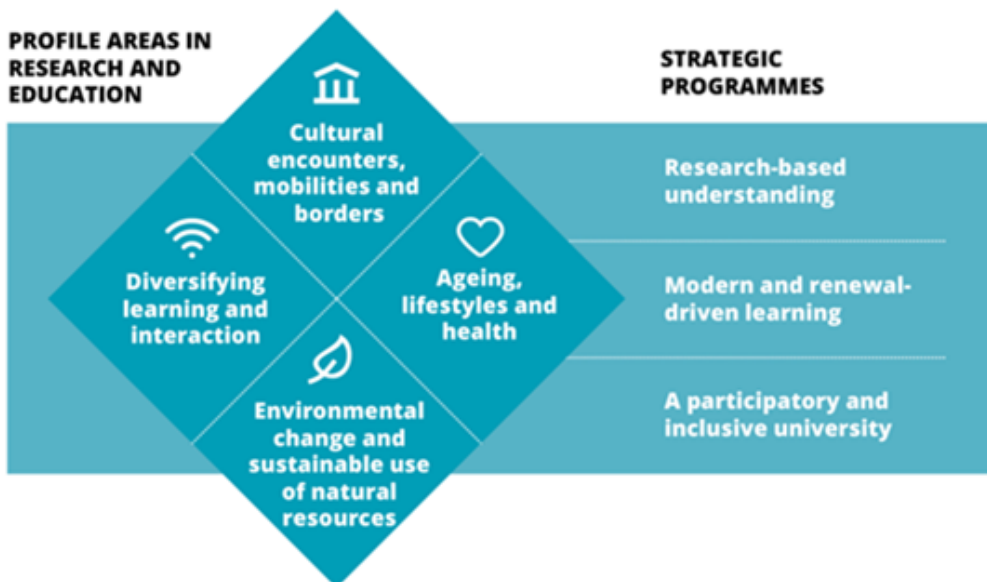 PROFILE AREAS IN
RESEARCH AND
EDUCATION
Cultural
encounters,
mobilities and
borders
Diversifying
learning and
interaction
Ageing,
lifestyles and
health
Environmental
change and
sustainable use
of natural
resources
STRATEGIC
PROGRAMMES
Research-based
understanding
Modern and renewal-
driven learning
A participatory and
inclusive university